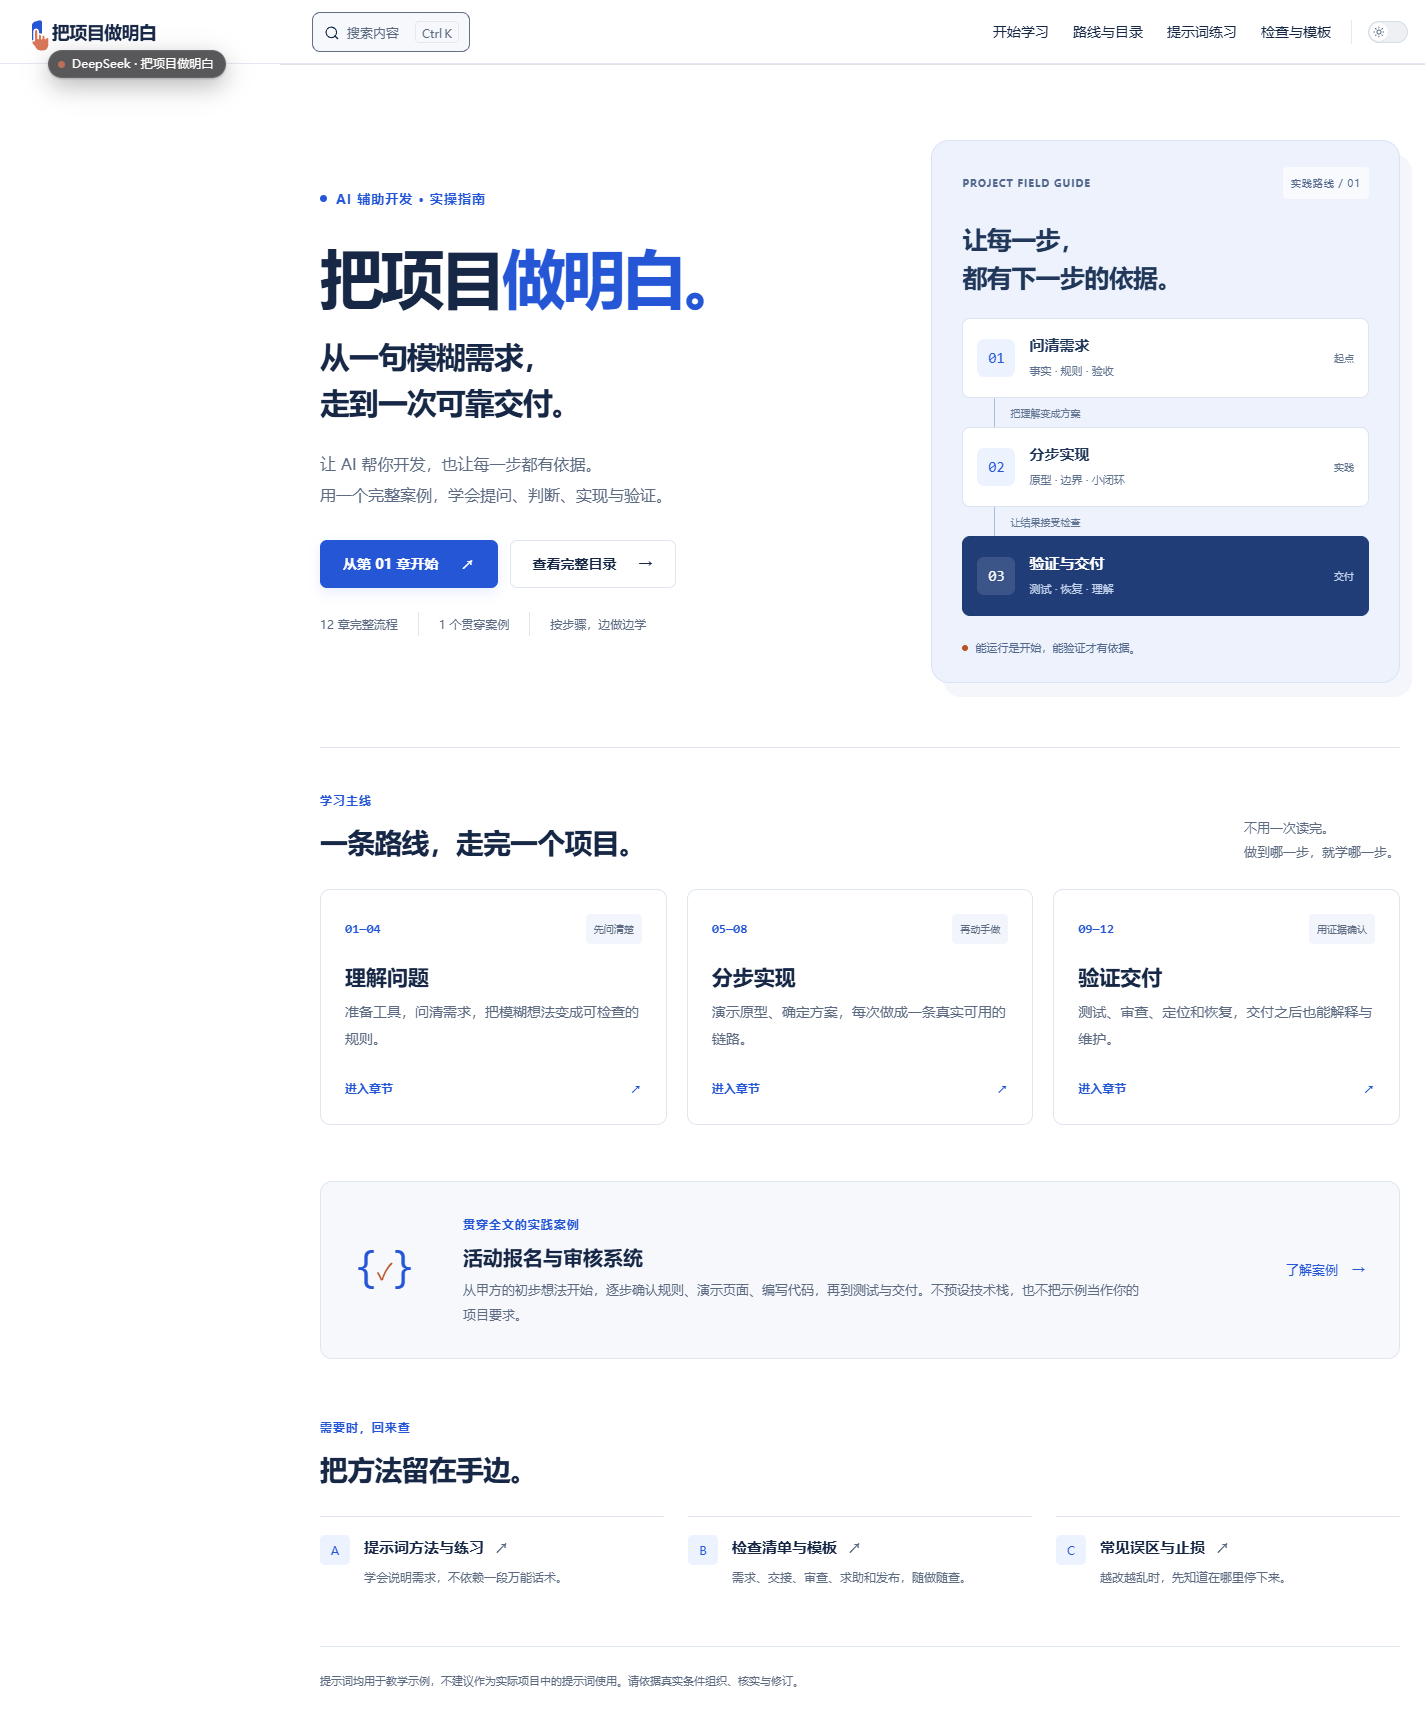 把项目做明白
搜索内容
Ctrl K
开始学习
路线与目录
提示词练习
检查与模板
DeepSeek · 把项目做明白
AI 辅助开发 · 实操指南
把项目做明白。
从一句模糊需求，
走到一次可靠交付。
让 AI 帮你开发，也让每一步都有依据。
用一个完整案例，学会提问、判断、实现与验证。
从第 01 章开始 ↗
查看完整目录 →
12 章完整流程
1 个贯穿案例
按步骤，边做边学
PROJECT FIELD GUIDE
实践路线 / 01
让每一步，
都有下一步的依据。
01
问清需求
事实 · 规则 · 验收
起点
把理解变成方案
02
分步实现
原型 · 边界 · 小闭环
实践
让结果接受检查
03
验证与交付
测试 · 恢复 · 理解
交付
能运行是开始，能验证才有依据。
学习主线
一条路线，走完一个项目。
不用一次读完。
做到哪一步，就学哪一步。
01—04
先问清楚
理解问题
准备工具，问清需求，把模糊想法变成可检查的
规则。
进入章节 ↗
05—08
再动手做
分步实现
演示原型、确定方案，每次做成一条真实可用的
链路。
进入章节 ↗
09—12
用证据确认
验证交付
测试、审查、定位和恢复，交付之后也能解释与
维护。
进入章节 ↗
{✓}
贯穿全文的实践案例
活动报名与审核系统
从甲方的初步想法开始，逐步确认规则、演示页面、编写代码，再到测试与交付。不预设技术栈，也不把示例当作你的
项目要求。
了解案例 →
需要时，回来查
把方法留在手边。
A
提示词方法与练习 ↗
学会说明需求，不依赖一段万能话术。
B
检查清单与模板 ↗
需求、交接、审查、求助和发布，随做随查。
C
常见误区与止损 ↗
越改越乱时，先知道在哪里停下来。
提示词均用于教学示例，不建议作为实际项目中的提示词使用。请依据真实条件组织、核实与修订。